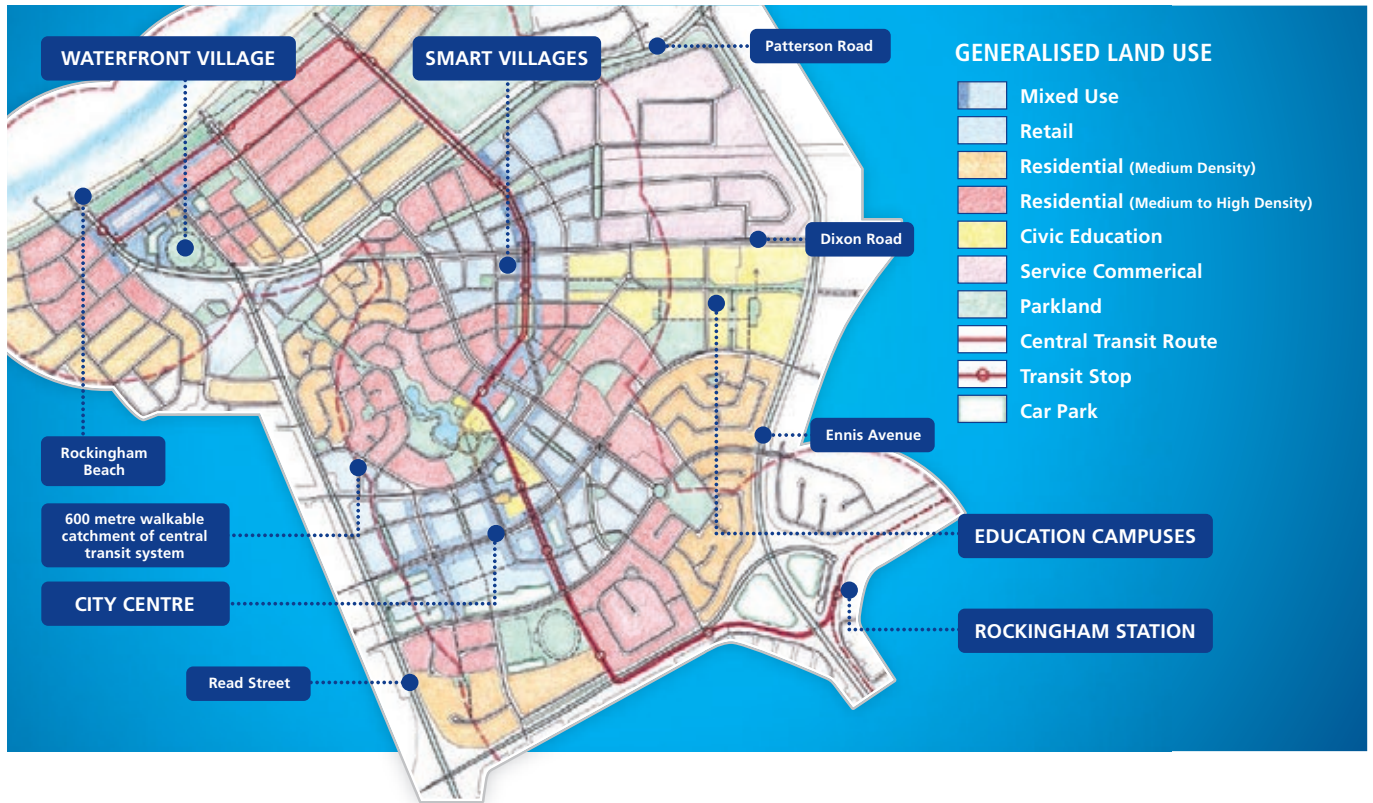 WATERFRONT VILLAGE
SMART VILLAGES
Patterson Road
GENERALISED LAND USE
Mixed Use
Retail
Residential (Medium Density)
Residential (Medium to High Density)
Civic Education
Service Commerical
Parkland
Central Transit Route
Transit Stop
Car Park
Dixon Road
Ennis Avenue
Rockingham
Beach
600 metre walkable
catchment of central
transit system
CITY CENTRE
EDUCATION CAMPUSES
ROCKINGHAM STATION
Read Street